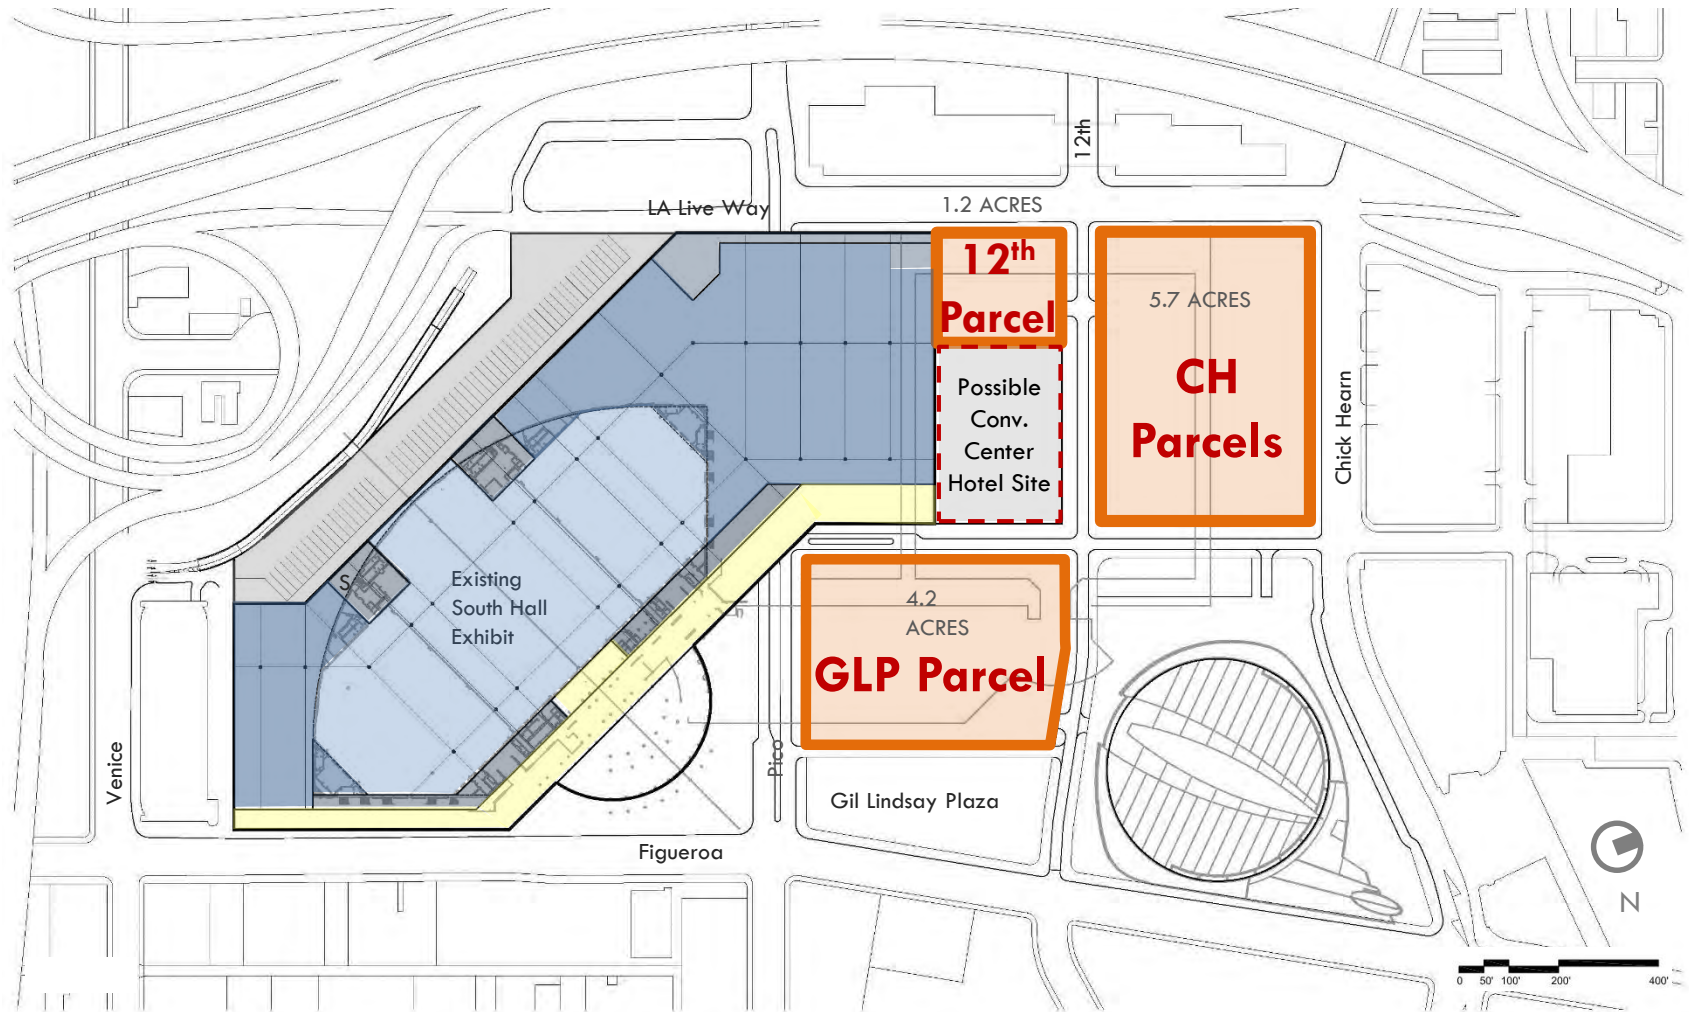 12th
LA Live Way
1.2 ACRES
12th
Parcel
5.7 ACRES
CH
Parcels
Possible
Conv.
Center
Hotel Site
Chick Hearn
S
Existing
South Hall
Exhibit
4.2
ACRES
GLP Parcel
Venice
Pico
Gil Lindsay Plaza
Figueroa
N
0 50' 100' 200' 400'